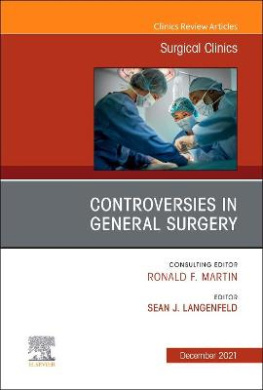 Clinics Review Articles
Surgical Clinics
CONTROVERSIES IN
GENERAL SURGERY
CONSULTING EDITOR
RONALD F. MARTIN
EDITOR
SEAN J. LANGENFELD
ELSEVIER
December 2021